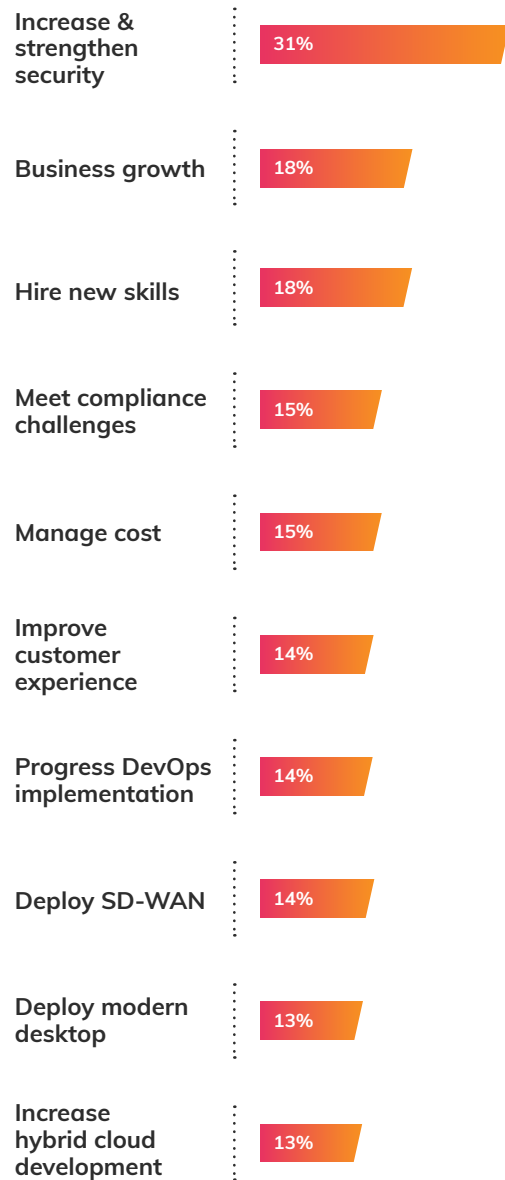 Increase &
strengthen
security
31%
Business growth
18%
Hire new skills
18%
Meet compliance
challenges
15%
Manage cost
15%
Improve
customer
experience
14%
Progress DevOps
implementation
14%
Deploy SD-WAN
14%
Deploy modern
desktop
13%
Increase
hybrid cloud
development
13%